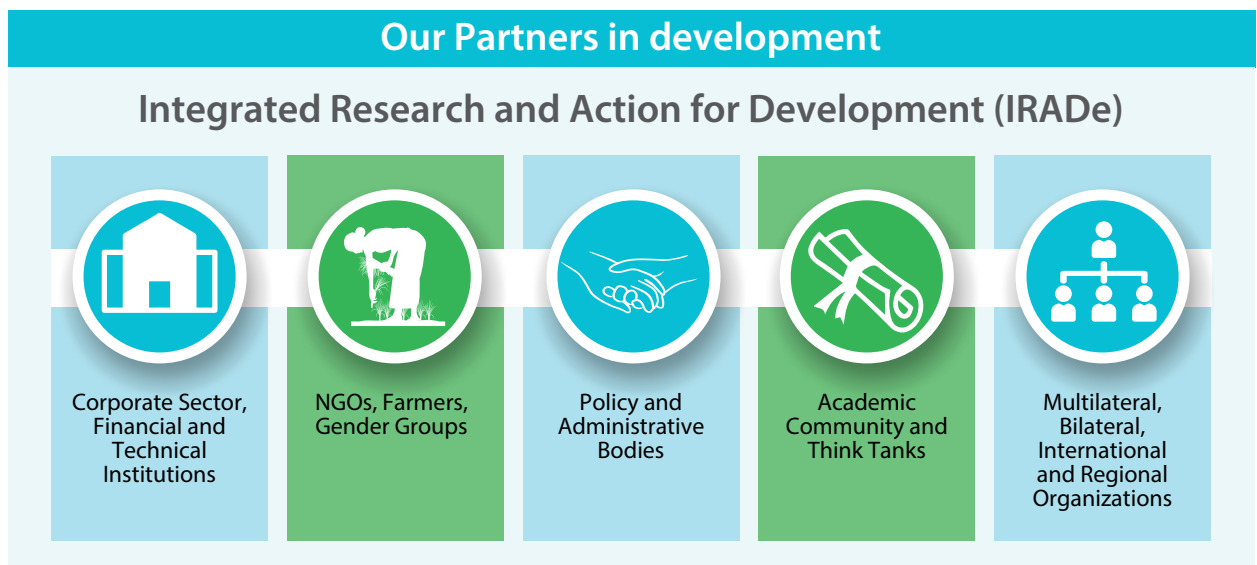 Our Partners in development
Integrated Research and Action for Development (IRADe)
Corporate Sector,
Financial and
Technical
Institutions
NGOs, Farmers,
Gender Groups
Policy and
Administrative
Bodies
Academic
Community and
Think Tanks
Multilateral,
Bilateral,
International
and Regional
Organizations